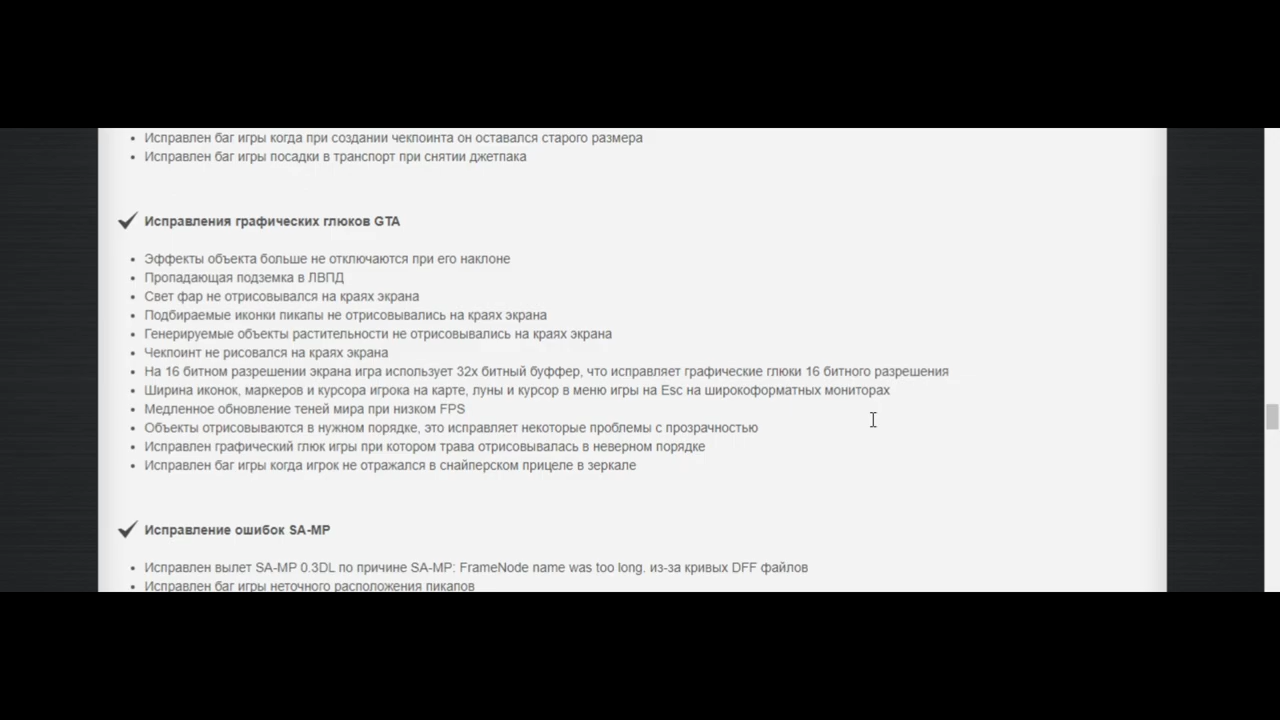 Исправлен баг игры когда при создании чекпоинта он оставался старого размера
Исправлен баг игры посадки в транспорт при снятии джетпака
Исправления графических глюков GTA
Эффекты объекта больше не отключаются при его наклоне
Пропадающая подземка в ЛВПД
Свет фар не отрисовывался на краях экрана
Подбираемые иконки пикапы не отрисовывались на краях экрана
Генерируемые объекты растительности не отрисовывались на краях экрана
Чекпоинт не рисовался на краях экрана
На 16 битном разрешении экрана игра использует 32х битный буффер, что исправляет графические глюки 16 битного разрешения
Ширина иконок, маркеров и курсора игрока на карте, луны и курсор в меню игры на Esc на широкоформатных мониторах
Медленное обновление теней мира при низком FPS
Объекты отрисовываются в нужном порядке, это исправляет некоторые проблемы с прозрачностью
Исправлен графический глюк игры при котором трава отрисовывалась в неверном порядке
Исправлен баг игры когда игрок не отражался в снайперском прицеле в зеркале
Исправление ошибок SA-MP
Исправлен вылет SA-MP 0.3DL по причине SA-MP: FrameNode name was too long. из-за кривых DFF файлов
Исправлен баг игры неточного расположения пикапов